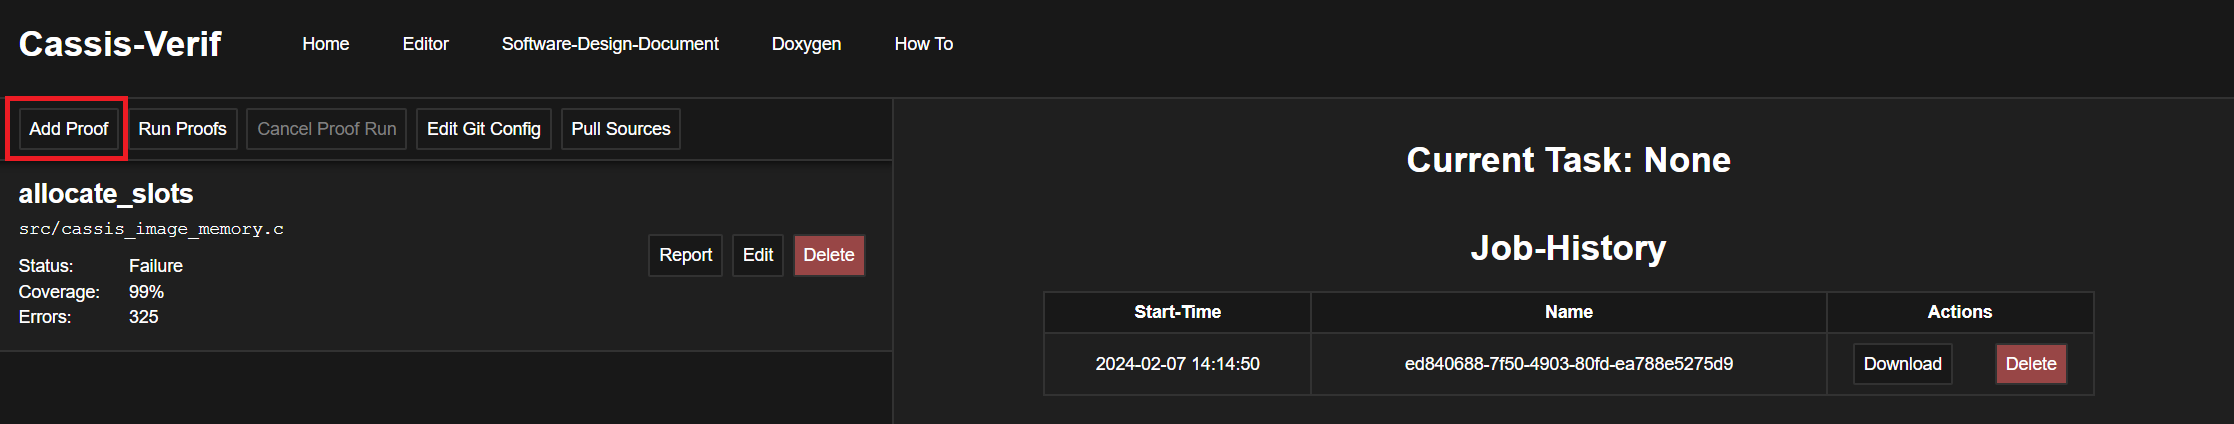 Cassis-Verif Home Editor Software-Design-Document Doxygen How To
Add Proof Run Proofs Cancel Proof Run Edit Git Config Pull Sources
allocate_slots
src/cassis_image_memory.c
Status: Failure
Coverage: 99%
Errors: 325
Report Edit Delete
Current Task: None
Job-History
Start-Time Name Actions
2024-02-07 14:14:50 ed840688-7f50-4903-80fd-ea788e5275d9 Download Delete